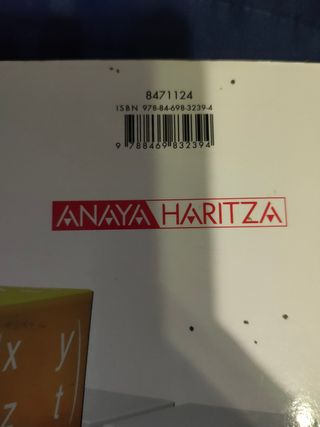 8471124
ISBN 978-84-698-3239-4
9 788469 832394
ANAYA HARITZA
x y
z t